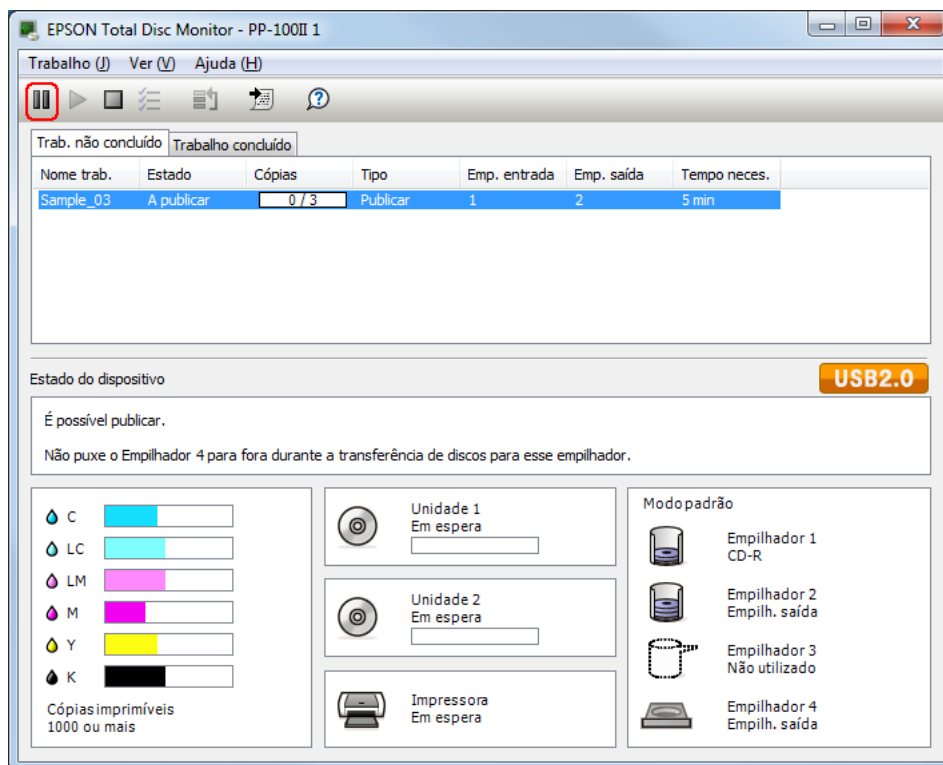 EPSON Total Disc Monitor - PP-100II 1
Trabalho (J) Ver (V) Ajuda (H)
Trab. não concluído Trabalho concluído
Nome trab. Estado Cópias Tipo Emp. entrada Emp. saída Tempo neces.
Sample_03 A publicar 0 / 3 Publicar 1 2 5 min
Estado do dispositivo
USB2.0
É possível publicar.
Não puxe o Empilhador 4 para fora durante a transferência de discos para esse empilhador.
C
LC
LM
M
Y
K
Cópias imprimíveis
1000 ou mais
Unidade 1
Em espera
Unidade 2
Em espera
Impressora
Em espera
Modo padrão
Empilhador 1
CD-R
Empilhador 2
Empilh. saída
Empilhador 3
Não utilizado
Empilhador 4
Empilh. saída